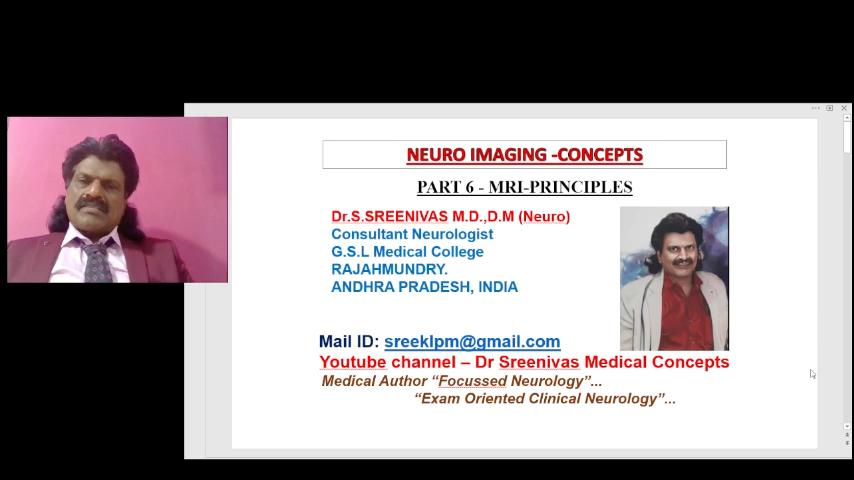 NEURO IMAGING -CONCEPTS
PART 6 - MRI-PRINCIPLES
Dr.S.SREENIVAS M.D.,D.M (Neuro)
Consultant Neurologist
G.S.L Medical College
RAJAHMUNDRY.
ANDHRA PRADESH, INDIA
Mail ID: sreeklpm@gmail.com
Youtube channel – Dr Sreenivas Medical Concepts
Medical Author “Focussed Neurology”...
“Exam Oriented Clinical Neurology”...